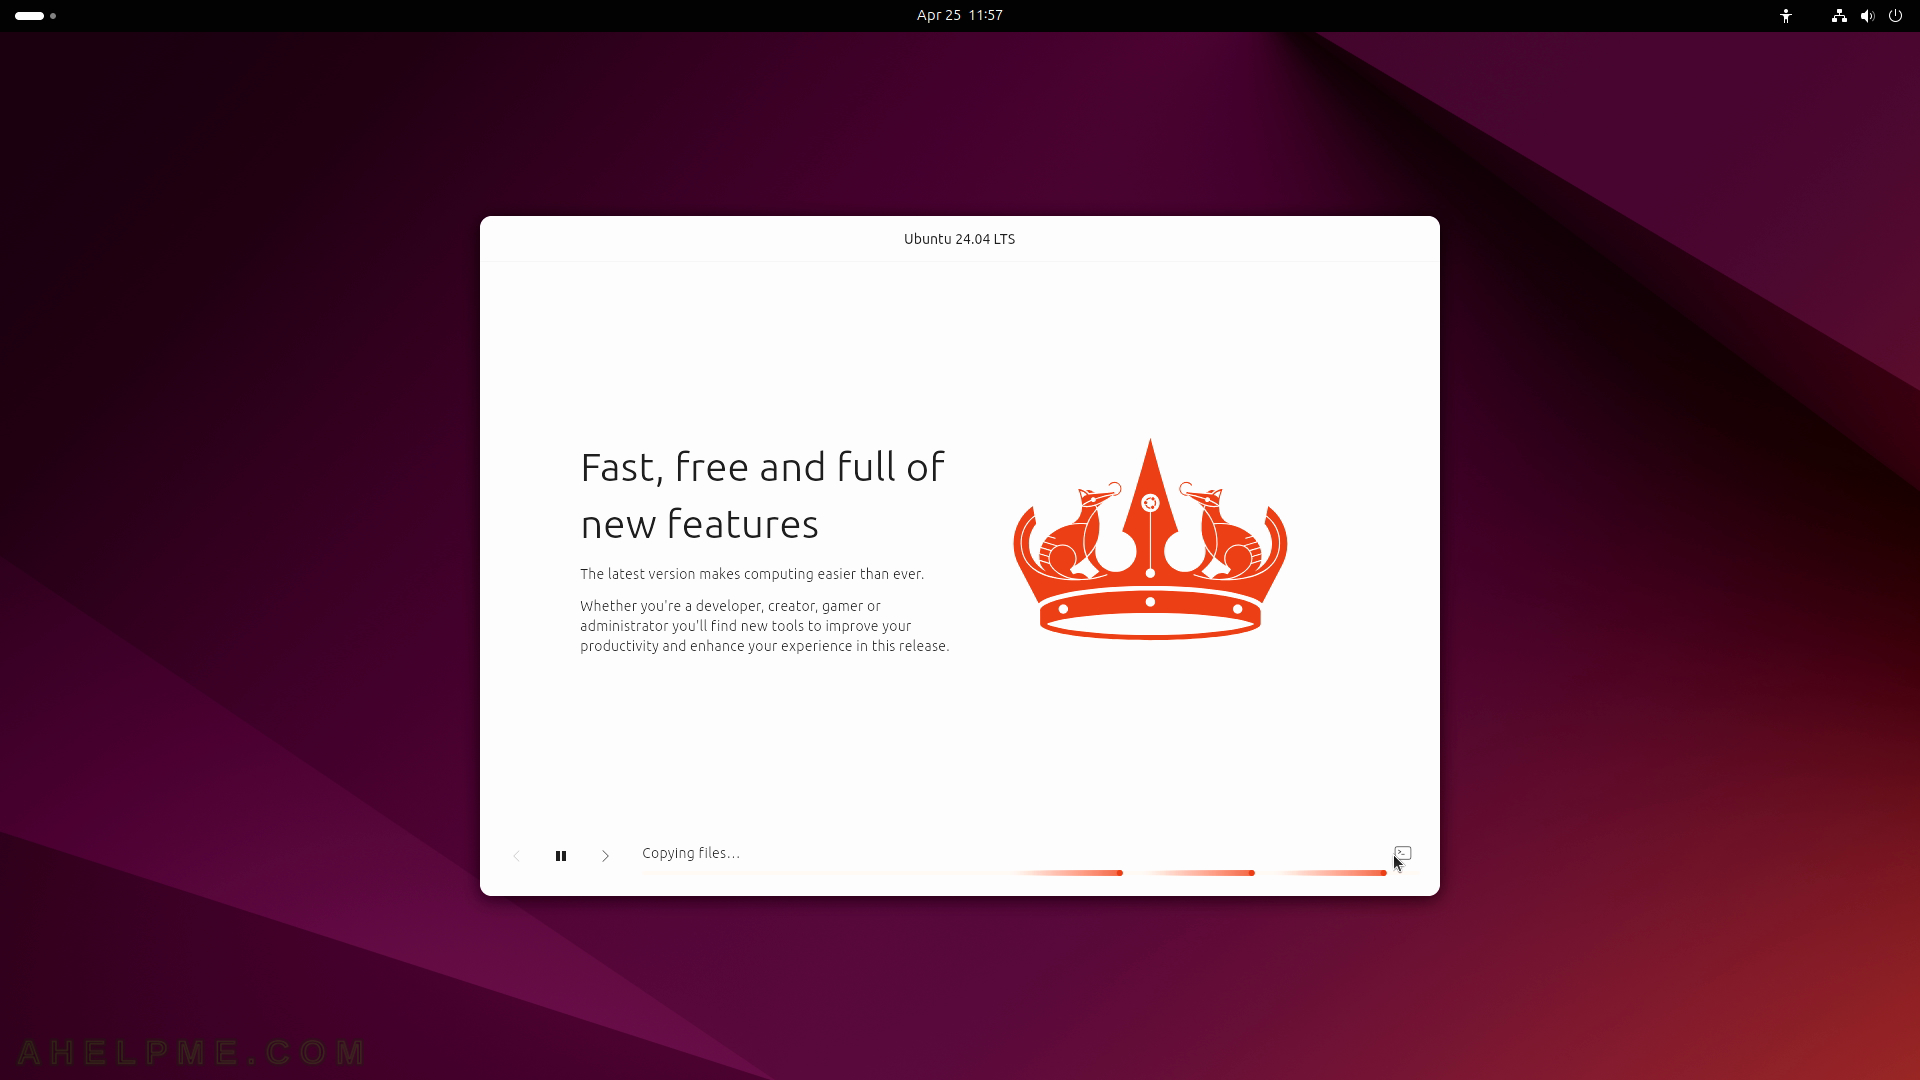 Apr 25 11:57
Ubuntu 24.04 LTS
Fast, free and full of
new features
The latest version makes computing easier than ever.
Whether you're a developer, creator, gamer or
administrator you'll find new tools to improve your
productivity and enhance your experience in this release.
Copying files...
AHELPME.COM